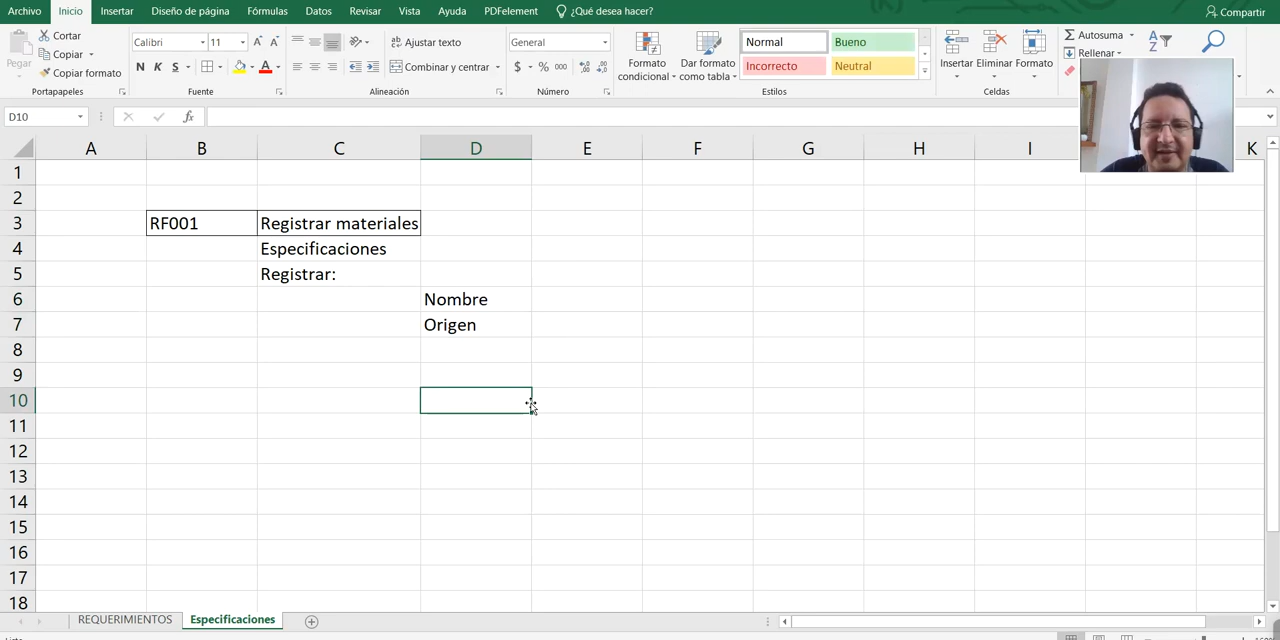 Archivo Inicio Insertar Diseño de página Fórmulas Datos Revisar Vista Ayuda PDFelement ¿Qué desea hacer? Compartir
Pegar
Cortar
Copiar
Copiar formato
Portapapeles
Calibri 11
N K S
Fuente
Ajustar texto
Combinar y centrar
Alineación
General
$ % 000
Número
Formato condicional
Dar formato como tabla
Normal Bueno
Incorrecto Neutral
Estilos
Insertar Eliminar Formato
Celdas
Autosuma
Rellenar
D10
A B C D E F G H I K
1
2
3 RF001 Registrar materiales
4 Especificaciones
5 Registrar:
6 Nombre
7 Origen
8
9
10
11
12
13
14
15
16
17
18
REQUERIMIENTOS Especificaciones